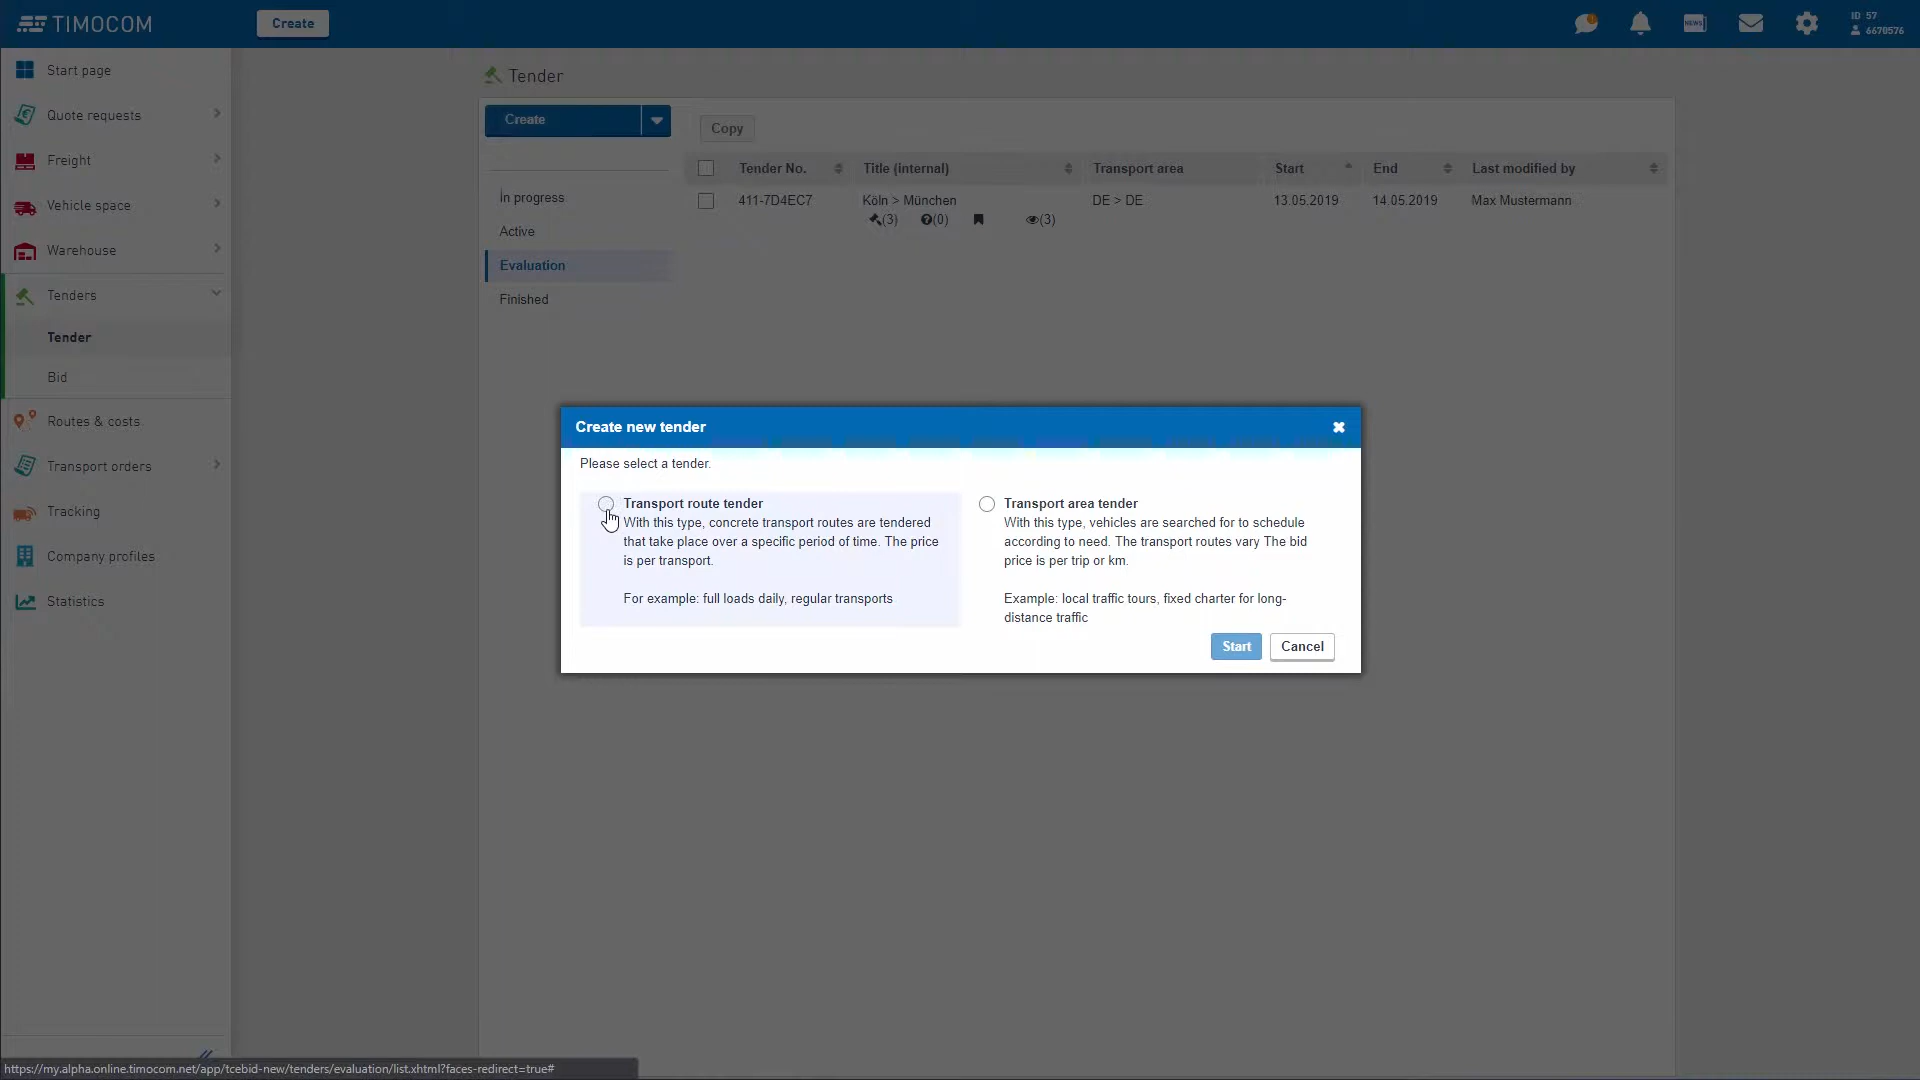 TIMOCOM
Create
NEWS
ID 57
6670576
Start page
Quote requests
Freight
Vehicle space
Warehouse
Tenders
Tender
Bid
Routes & costs
Transport orders
Tracking
Company profiles
Statistics
Tender
Create
Copy
In progress
Active
Evaluation
Finished
Tender No. Title (internal) Transport area Start End Last modified by
411-7D4EC7 Köln > München DE > DE 13.05.2019 14.05.2019 Max Mustermann
(3) (0) (3)
Create new tender
Please select a tender.
Transport route tender
With this type, concrete transport routes are tendered
that take place over a specific period of time. The price
is per transport.
For example: full loads daily, regular transports
Transport area tender
With this type, vehicles are searched for to schedule
according to need. The transport routes vary The bid
price is per trip or km.
Example: local traffic tours, fixed charter for long-
distance traffic
Start
Cancel
https://my.alpha.online.timocom.net/app/tcebid-new/tenders/evaluation/list.xhtml?faces-redirect=true#